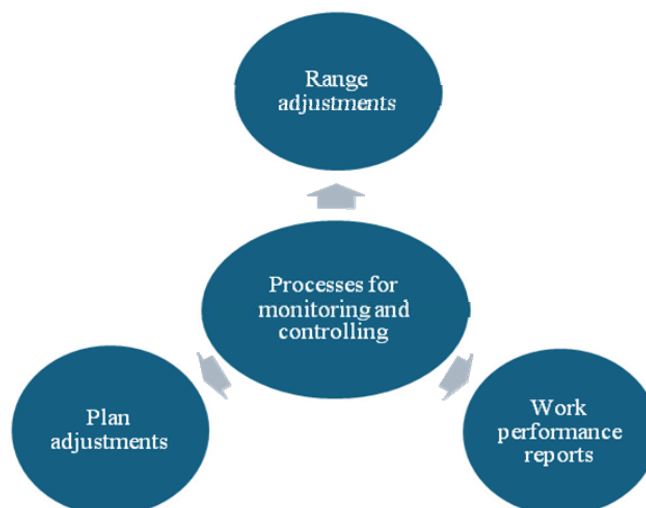 Range
adjustments
Processes for
monitoring and
controlling
Plan
adjustments
Work
performance
reports